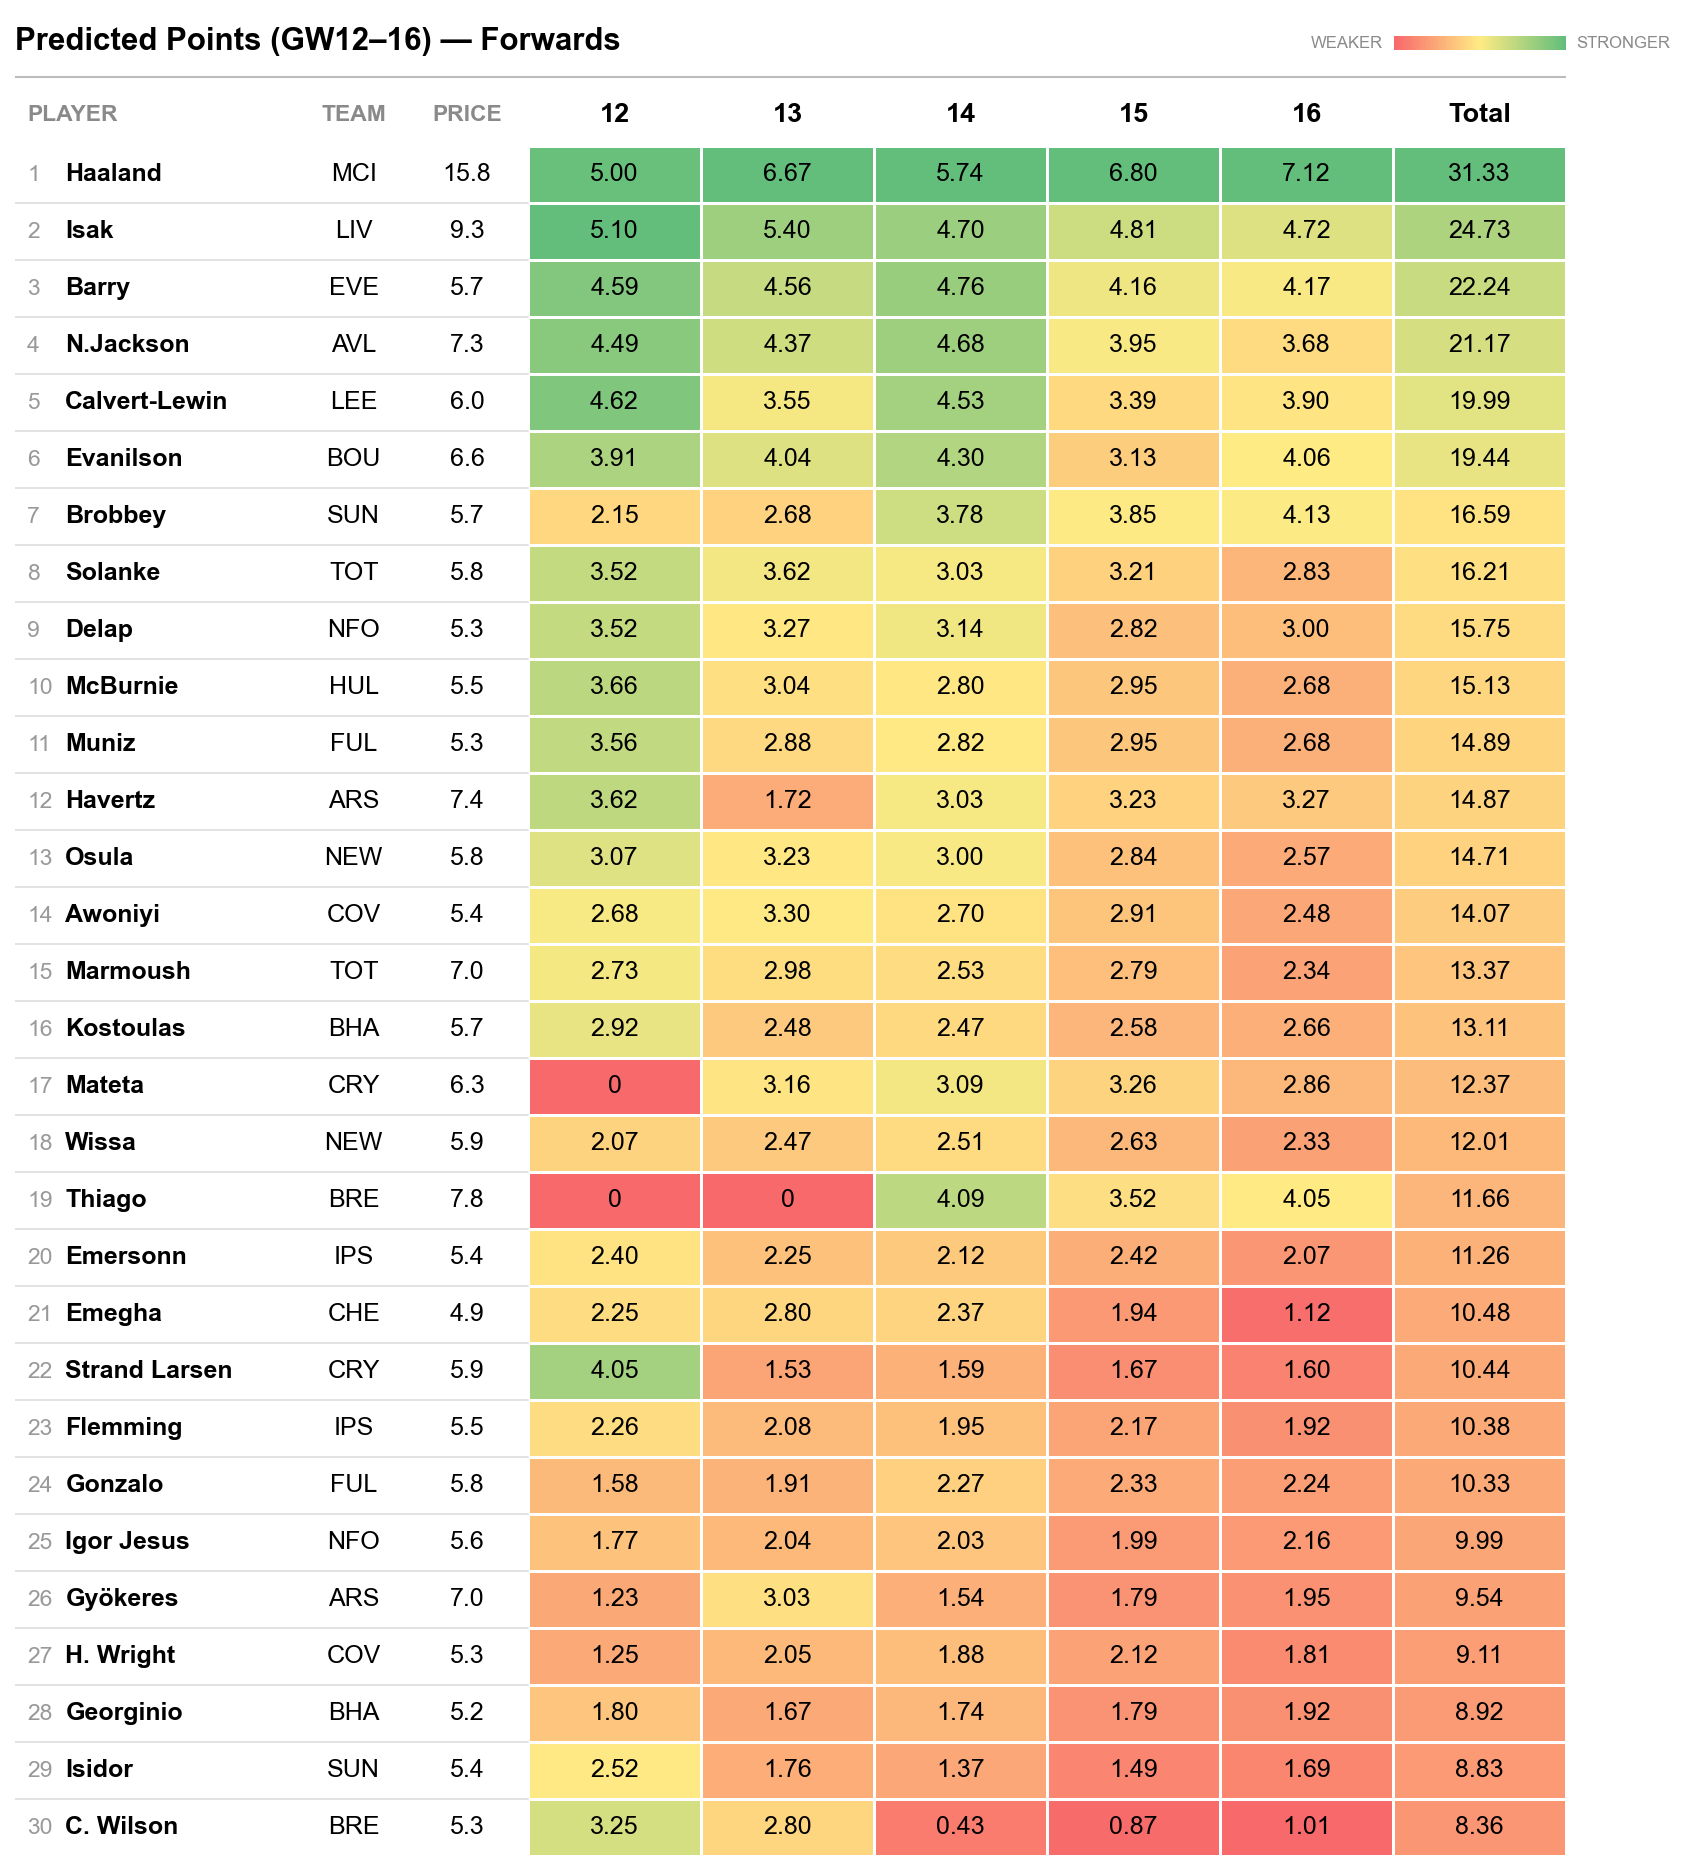 Predicted Points (GW12–16) — Forwards
WEAKER STRONGER
PLAYER TEAM PRICE 12 13 14 15 16 Total
1 Haaland MCI 15.8 5.00 6.67 5.74 6.80 7.12 31.33
2 Isak LIV 9.3 5.10 5.40 4.70 4.81 4.72 24.73
3 Barry EVE 5.7 4.59 4.56 4.76 4.16 4.17 22.24
4 N.Jackson AVL 7.3 4.49 4.37 4.68 3.95 3.68 21.17
5 Calvert-Lewin LEE 6.0 4.62 3.55 4.53 3.39 3.90 19.99
6 Evanilson BOU 6.6 3.91 4.04 4.30 3.13 4.06 19.44
7 Brobbey SUN 5.7 2.15 2.68 3.78 3.85 4.13 16.59
8 Solanke TOT 5.8 3.52 3.62 3.03 3.21 2.83 16.21
9 Delap NFO 5.3 3.52 3.27 3.14 2.82 3.00 15.75
10 McBurnie HUL 5.5 3.66 3.04 2.80 2.95 2.68 15.13
11 Muniz FUL 5.3 3.56 2.88 2.82 2.95 2.68 14.89
12 Havertz ARS 7.4 3.62 1.72 3.03 3.23 3.27 14.87
13 Osula NEW 5.8 3.07 3.23 3.00 2.84 2.57 14.71
14 Awoniyi COV 5.4 2.68 3.30 2.70 2.91 2.48 14.07
15 Marmoush TOT 7.0 2.73 2.98 2.53 2.79 2.34 13.37
16 Kostoulas BHA 5.7 2.92 2.48 2.47 2.58 2.66 13.11
17 Mateta CRY 6.3 0 3.16 3.09 3.26 2.86 12.37
18 Wissa NEW 5.9 2.07 2.47 2.51 2.63 2.33 12.01
19 Thiago BRE 7.8 0 0 4.09 3.52 4.05 11.66
20 Emersonn IPS 5.4 2.40 2.25 2.12 2.42 2.07 11.26
21 Emegha CHE 4.9 2.25 2.80 2.37 1.94 1.12 10.48
22 Strand Larsen CRY 5.9 4.05 1.53 1.59 1.67 1.60 10.44
23 Flemming IPS 5.5 2.26 2.08 1.95 2.17 1.92 10.38
24 Gonzalo FUL 5.8 1.58 1.91 2.27 2.33 2.24 10.33
25 Igor Jesus NFO 5.6 1.77 2.04 2.03 1.99 2.16 9.99
26 Gyökeres ARS 7.0 1.23 3.03 1.54 1.79 1.95 9.54
27 H. Wright COV 5.3 1.25 2.05 1.88 2.12 1.81 9.11
28 Georginio BHA 5.2 1.80 1.67 1.74 1.79 1.92 8.92
29 Isidor SUN 5.4 2.52 1.76 1.37 1.49 1.69 8.83
30 C. Wilson BRE 5.3 3.25 2.80 0.43 0.87 1.01 8.36